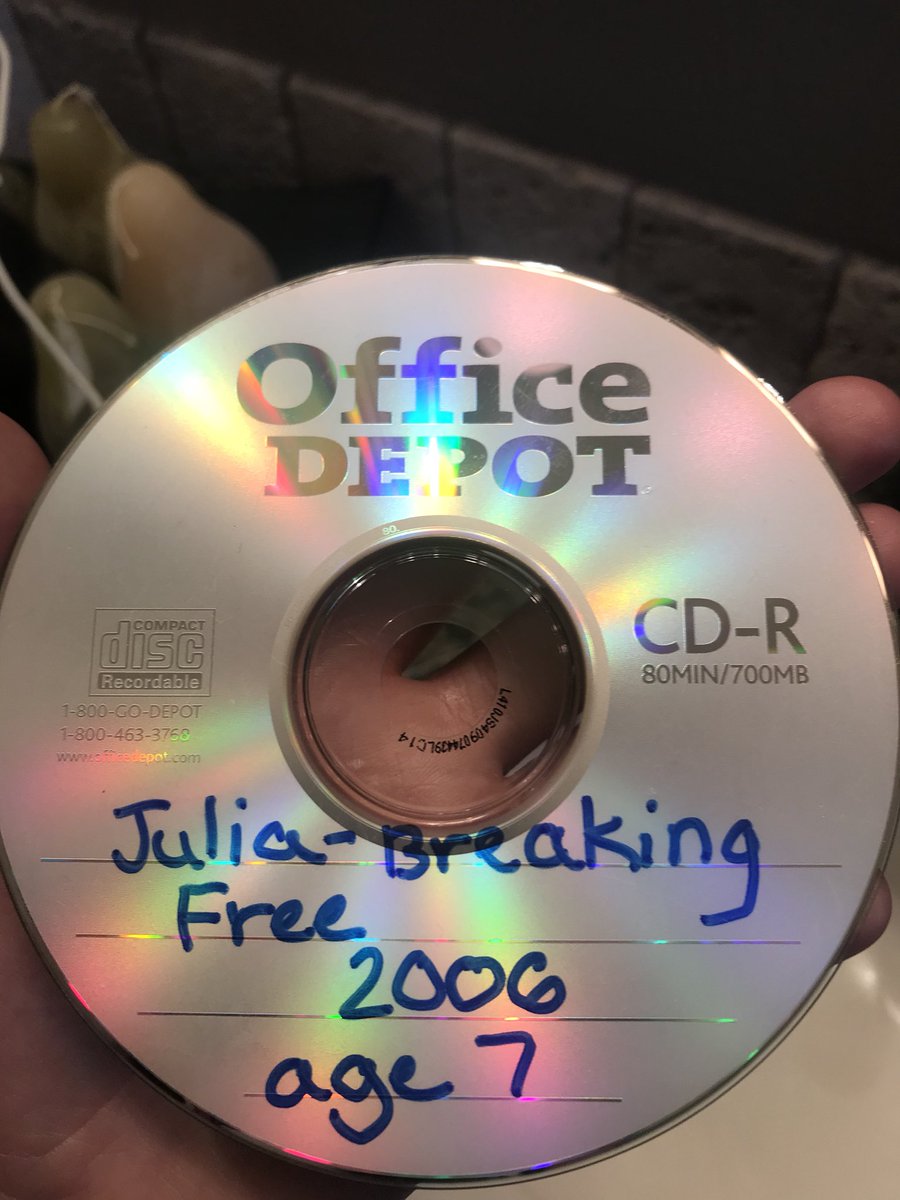 Office
DEPOT
80.
COMPACT
disc
Recordable
1-800-GO-DEPOT
1-800-463-3768
www.officedepot.com
CD-R
80MIN/700MB
Julia-Breaking
Free
2006
age 7